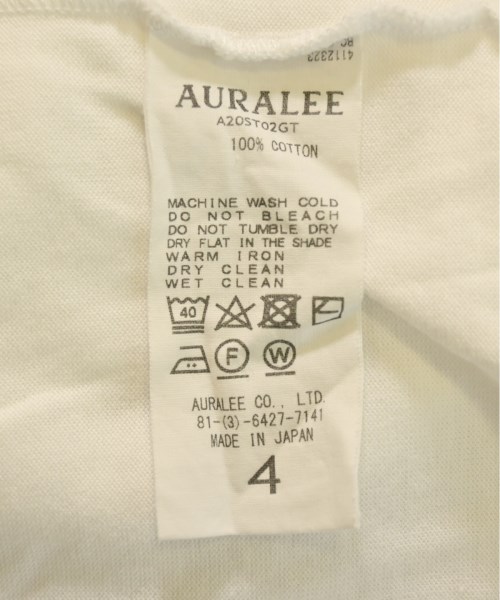 AURALEE
A20ST02GT
100% COTTON
MACHINE WASH COLD
DO NOT BLEACH
DO NOT TUMBLE DRY
DRY FLAT IN THE SHADE
WARM IRON
DRY CLEAN
WET CLEAN
40
F W
AURALEE CO., LTD.
81-(3)-6427-7141
MADE IN JAPAN
4